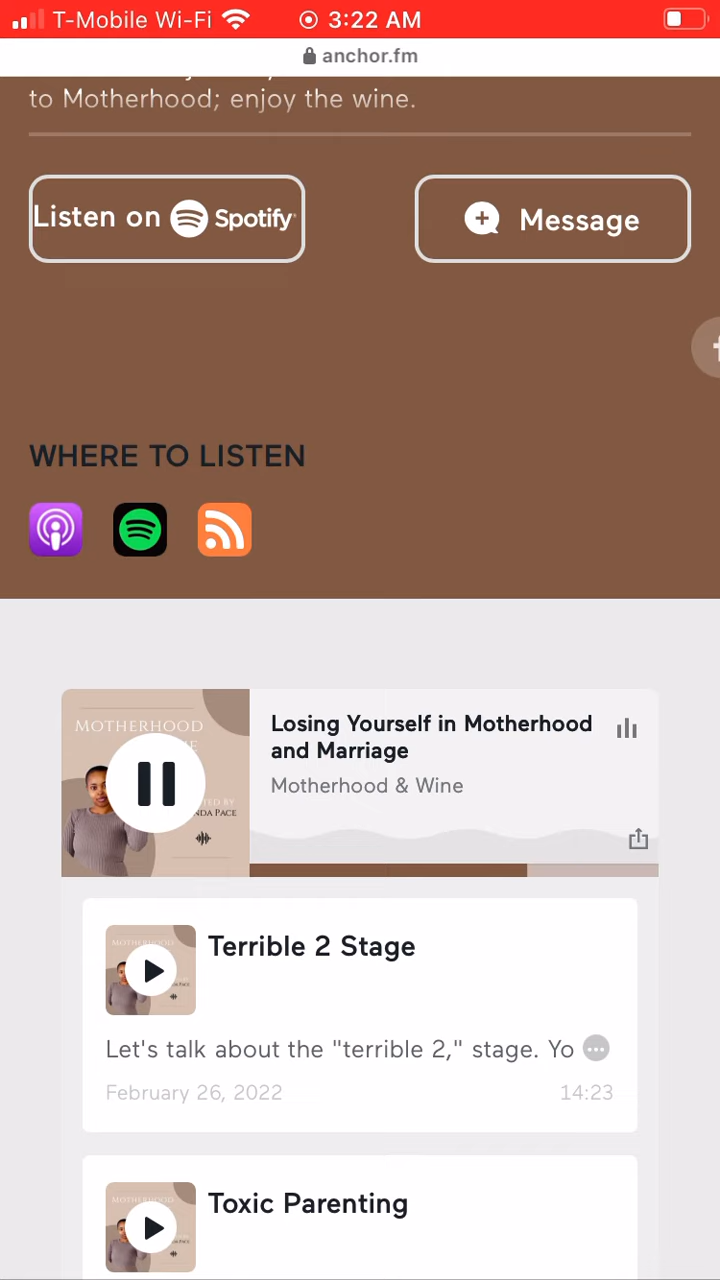 T-Mobile Wi-Fi 3:22 AM
anchor.fm
to Motherhood; enjoy the wine.
Listen on Spotify
Message
WHERE TO LISTEN
MOTHERHOOD
Losing Yourself in Motherhood
and Marriage
Motherhood & Wine
Terrible 2 Stage
Let's talk about the "terrible 2," stage. Yo
February 26, 2022 14:23
Toxic Parenting